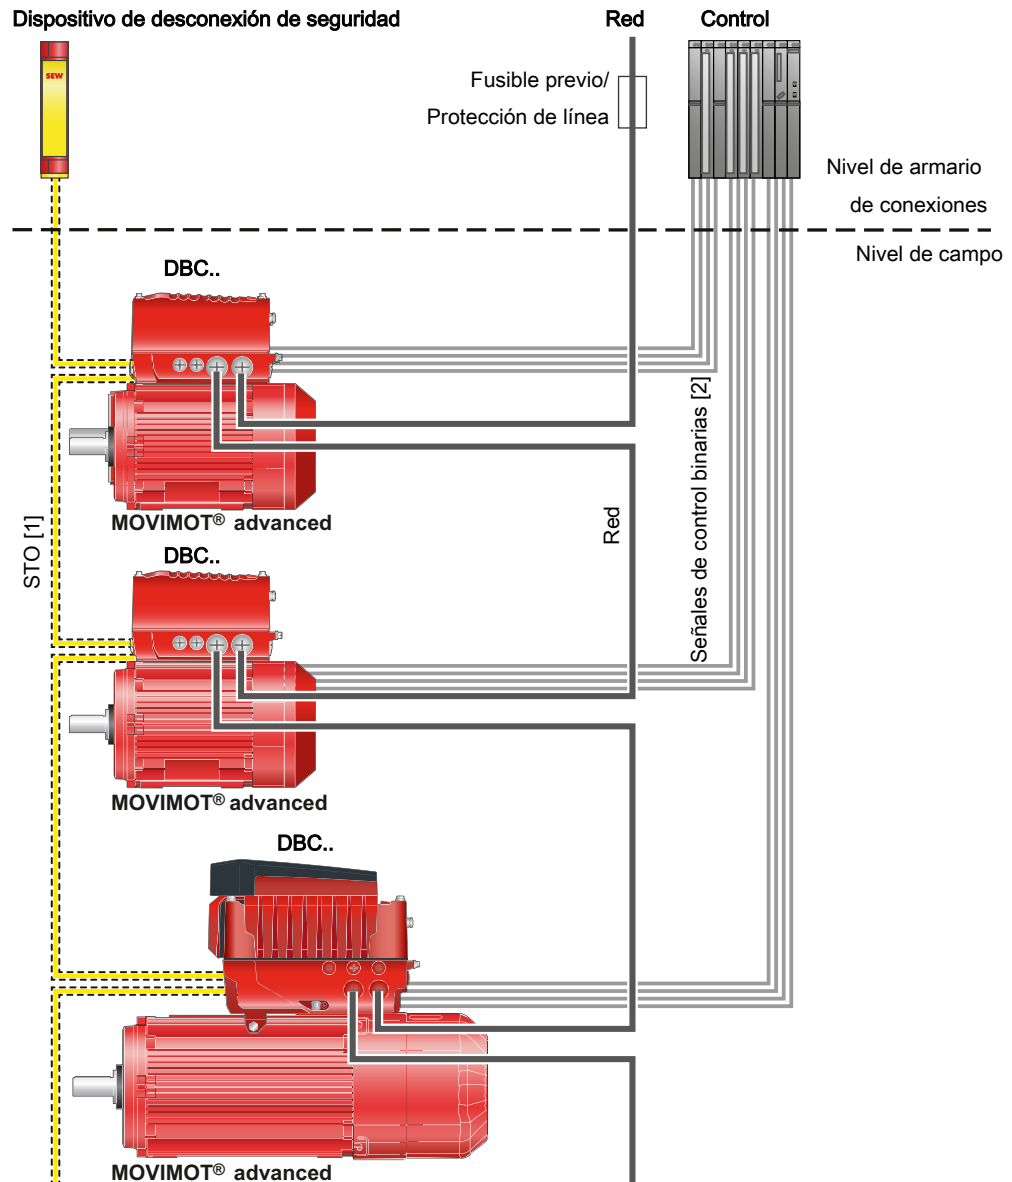 Dispositivo de desconexión de seguridad
Red
Control
SEW
Fusible previo/
Protección de línea
Nivel de armario
de conexiones
Nivel de campo
DBC..
MOVIMOT® advanced
STO [1]
Red
Señales de control binarias [2]
DBC..
MOVIMOT® advanced
DBC..
MOVIMOT® advanced